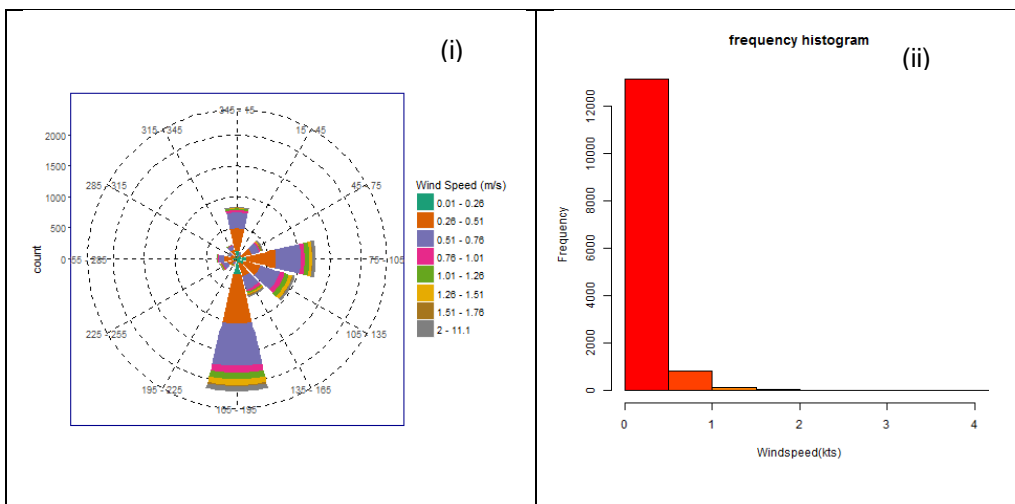 (i)
345 - 15
315 - 345
15 - 45
285 - 315
45 - 75
255 - 285
75 - 105
225 - 255
105 - 135
195 - 225
135 - 165
165 - 195
2000
1500
1000
500
0
count
Wind Speed (m/s)
0.01 - 0.26
0.26 - 0.51
0.51 - 0.76
0.76 - 1.01
1.01 - 1.26
1.26 - 1.51
1.51 - 1.76
2 - 11.1
frequency histogram
(ii)
12000
10000
8000
6000
4000
2000
0
Frequency
0 1 2 3 4
Windspeed(kts)